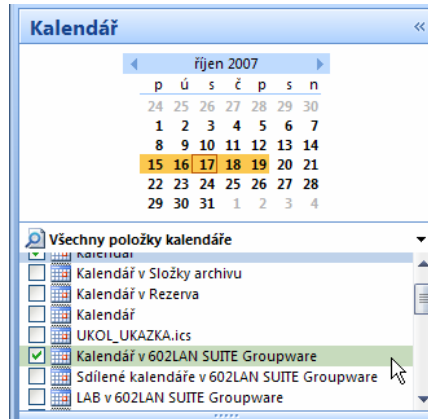 Kalendář
říjen 2007
p ú s č p s n
24 25 26 27 28 29 30
1 2 3 4 5 6 7
8 9 10 11 12 13 14
15 16 17 18 19 20 21
22 23 24 25 26 27 28
29 30 31 1 2 3 4
Všechny položky kalendáře
Kalendář
Kalendář v Složky archivu
Kalendář v Rezerva
Kalendář
UKOL_UKAZKA.ics
Kalendář v 602LAN SUITE Groupware
Sdílené kalendáře v 602LAN SUITE Groupware
LAB v 602LAN SUITE Groupware